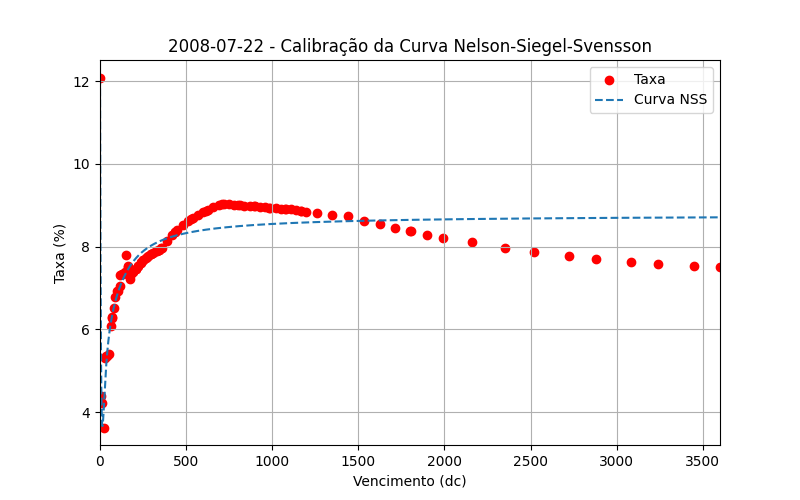 2008-07-22 - Calibração da Curva Nelson-Siegel-Svensson
Taxa
Curva NSS
12
10
8
6
4
Taxa (%)
0 500 1000 1500 2000 2500 3000 3500
Vencimento (dc)